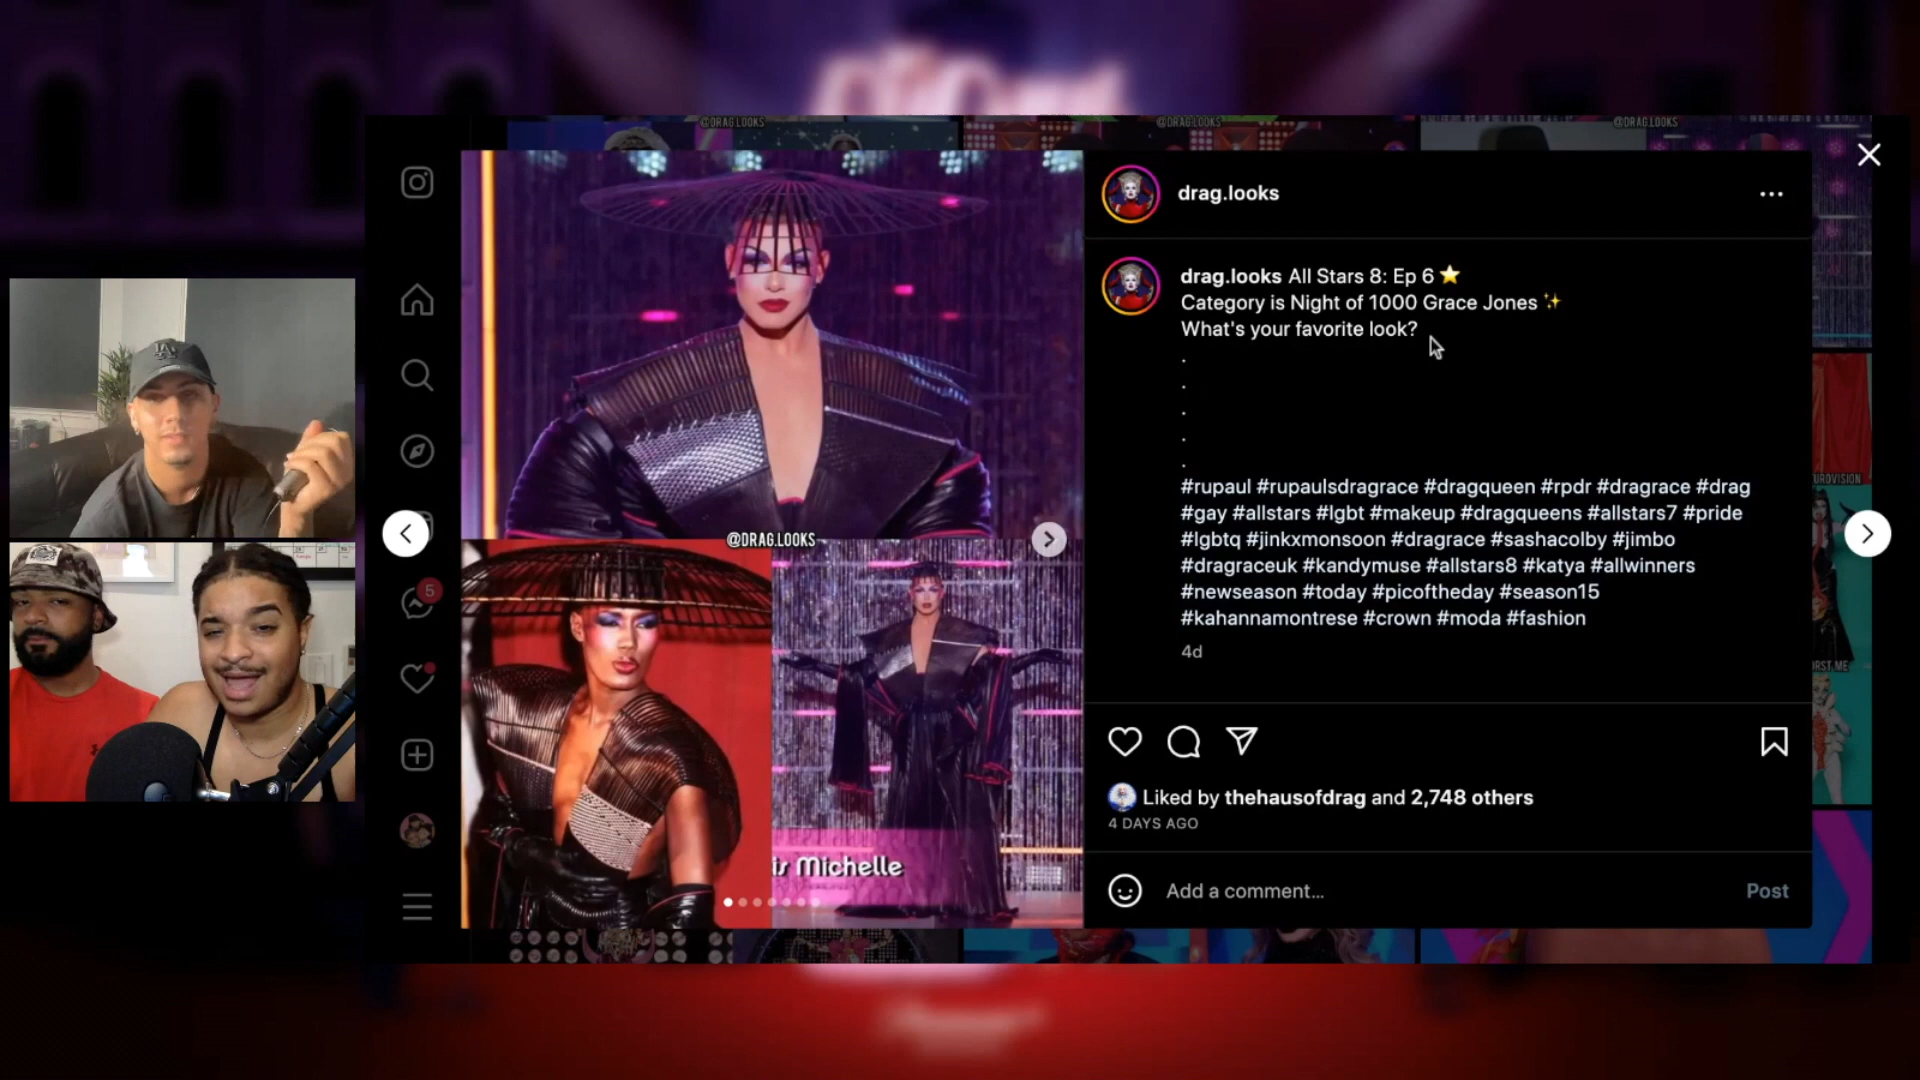 @DRAG.LOOKS
@DRAG.LOOKS
@DRAG.LOOKS
drag.looks
drag.looks All Stars 8: Ep 6 ⭐
Category is Night of 1000 Grace Jones ✨
What's your favorite look?
.
.
.
.
.
#rupaul #rupaulsdragrace #dragqueen #rpdr #dragrace #drag
#gay #allstars #lgbt #makeup #dragqueens #allstars7 #pride
#lgbtq #jinkxmonsoon #dragrace #sashacolby #jimbo
#dragraceuk #kandymuse #allstars8 #katya #allwinners
#newseason #today #picoftheday #season15
#kahannamontrese #crown #moda #fashion
4d
@DRAG.LOOKS
is Michelle
5
LA
Liked by thehausofdrag and 2,748 others
4 DAYS AGO
Add a comment...
Post